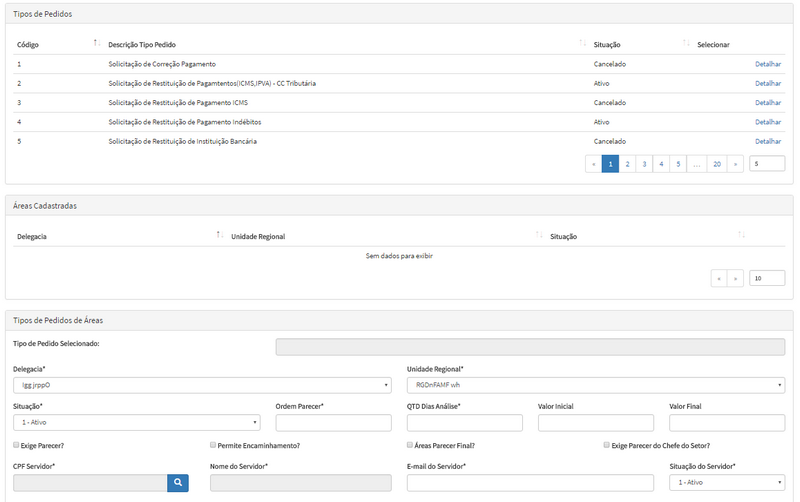 Tipos de Pedidos
Código Descrição Tipo Pedido Situação Selecionar
1 Solicitação de Correção Pagamento Cancelado Detalhar
2 Solicitação de Restituição de Pagamtentos(ICMS,IPVA) - CC Tributária Ativo Detalhar
3 Solicitação de Restituição de Pagamento ICMS Cancelado Detalhar
4 Solicitação de Restituição de Pagamento Indébitos Ativo Detalhar
5 Solicitação de Restituição de Instituição Bancária Cancelado Detalhar
« 1 2 3 4 5 ... 20 » 5
Áreas Cadastradas
Delegacia Unidade Regional Situação
Sem dados para exibir
« » 10
Tipos de Pedidos de Áreas
Tipo de Pedido Selecionado:
Delegacia* Unidade Regional*
Igg jrppO RGDnFAMF wh
Situação* Ordem Parecer* QTD Dias Análise* Valor Inicial Valor Final
1 - Ativo
Exige Parecer? Permite Encaminhamento? Áreas Parecer Final? Exige Parecer do Chefe do Setor?
CPF Servidor* Nome do Servidor* E-mail do Servidor* Situação do Servidor*
1 - Ativo